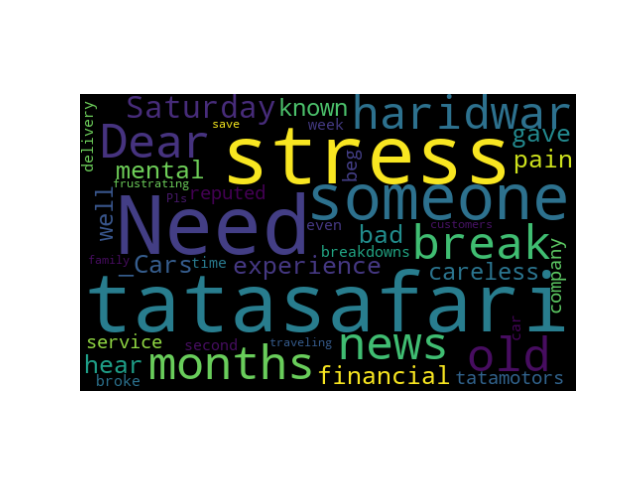 delivery Saturday known haridwar
save week
Dear stress gave
mental beg pain
frustrating
Pls reputed someone
well Need even customers
bad break
breakdowns
family _Cars time experience careless company
tatasafari
car
service second traveling news old
hear months
broke financial tatamotors